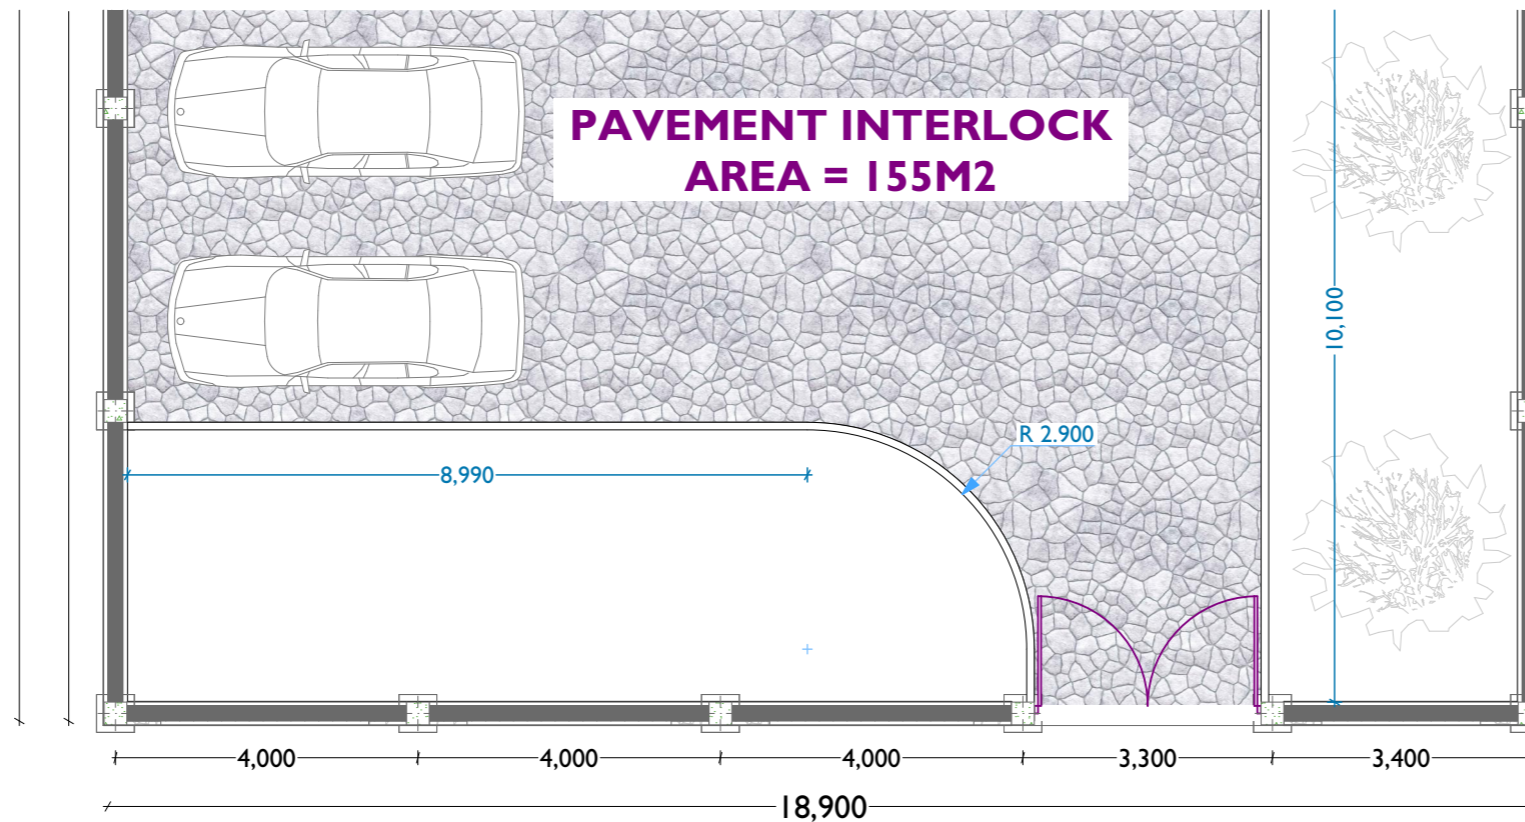 PAVEMENT INTERLOCK
AREA = 155M2
10,100
R 2.900
8,990
4,000
4,000
4,000
3,300
3,400
18,900